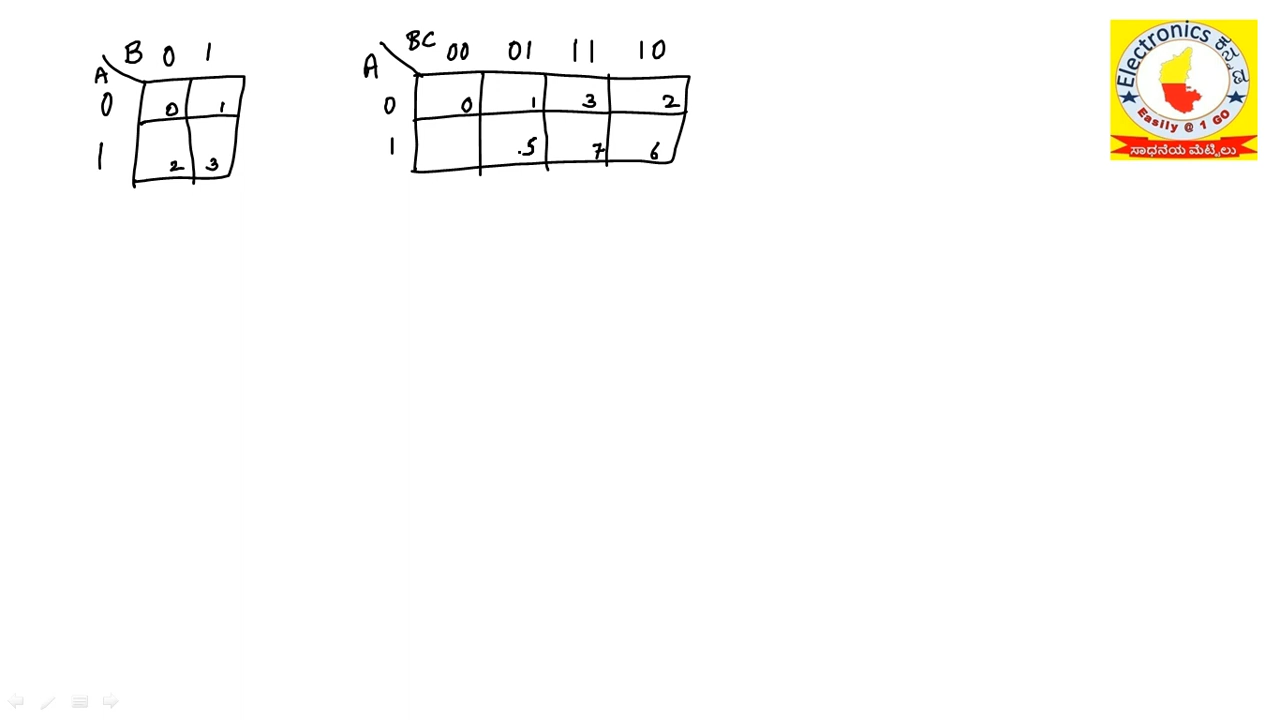 B 0 1
A
0 0 1
1 2 3
BC 00 01 11 10
A
0 0 1 3 2
1 .5 7 6
Electronics ಕನ್ನಡ
Easily @ 1 GO
ಸಾಧನೆಯ ಮೆಟ್ಟಿಲು